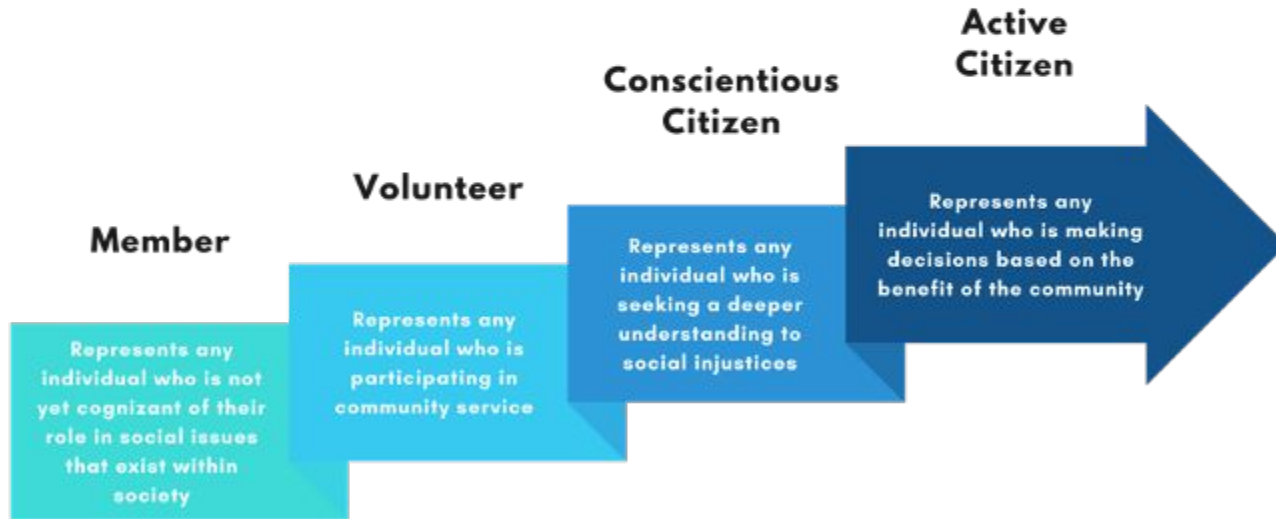 Member
Represents any
individual who is not
yet cognizant of their
role in social issues
that exist within
society
Volunteer
Represents any
individual who is
participating in
community service
Conscientious
Citizen
Represents any
individual who is
seeking a deeper
understanding to
social injustices
Active
Citizen
Represents any
individual who is making
decisions based on the
benefit of the community